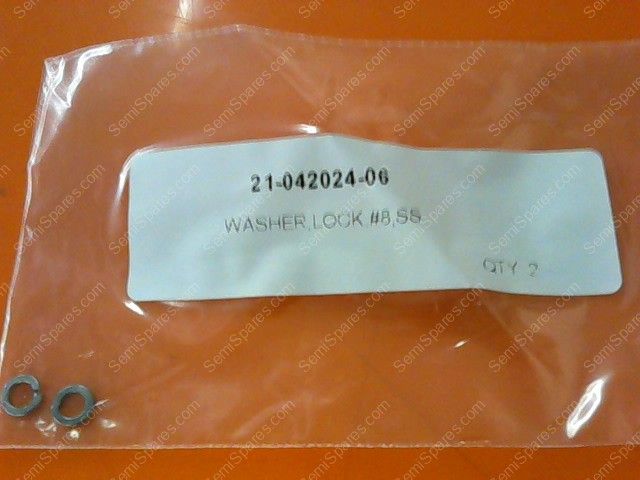 21-042024-06
WASHER,LOCK #8,SS
QTY 2
SemiSpares.com